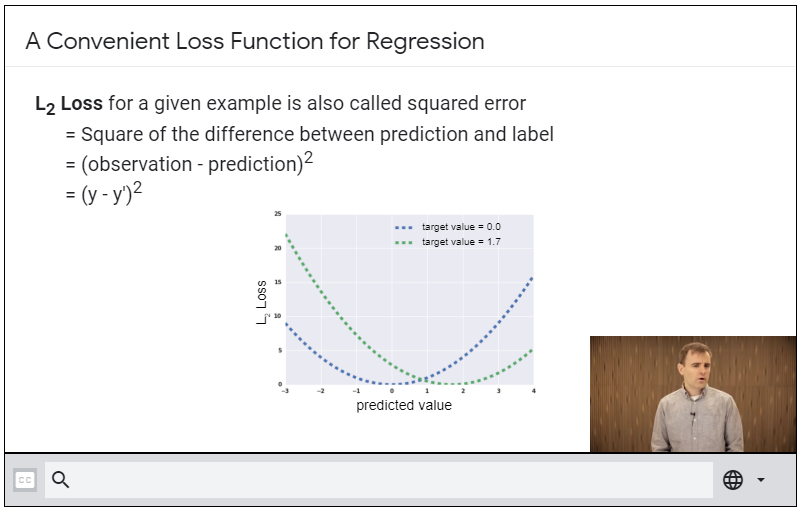 A Convenient Loss Function for Regression
L₂ Loss for a given example is also called squared error
= Square of the difference between prediction and label
= (observation - prediction)²
= (y - y')²
25
20
15
10
5
0
L₂ Loss
target value = 0.0
target value = 1.7
−3 −2 −1 0 1 2 3 4
predicted value
CC